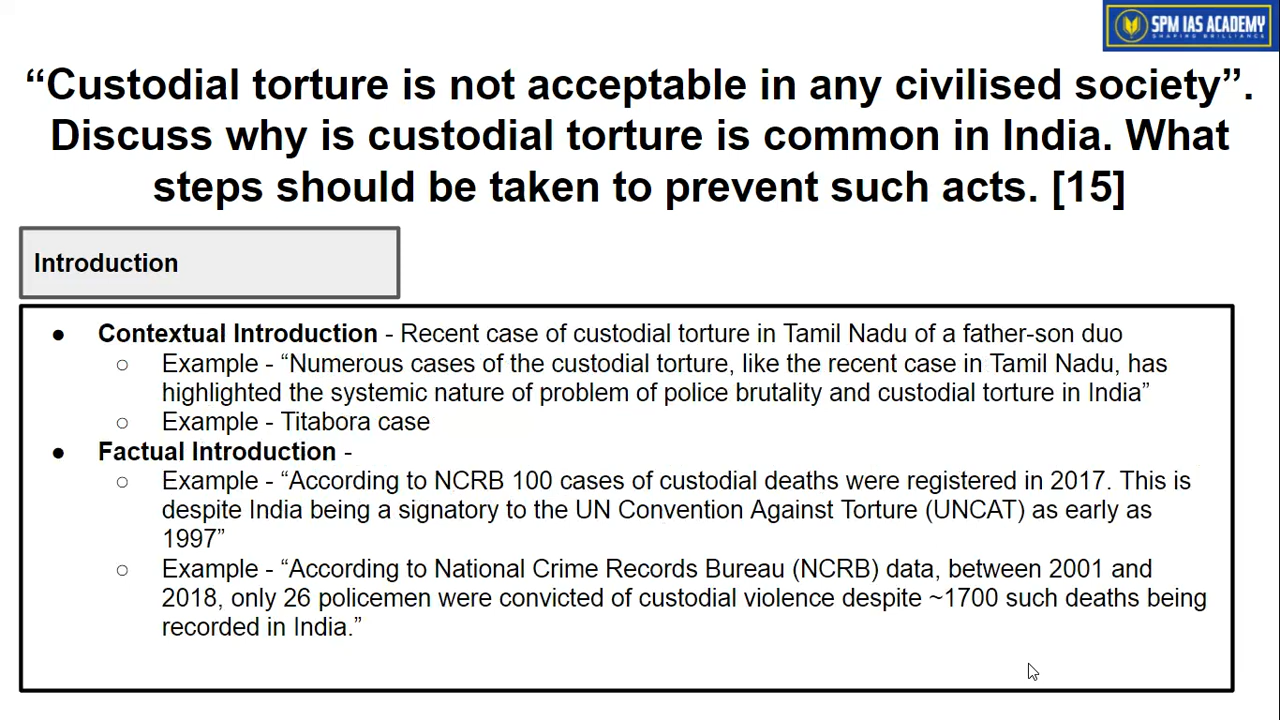 SPM IAS ACADEMY
SHAPING BRILLIANCE
“Custodial torture is not acceptable in any civilised society”.
Discuss why is custodial torture is common in India. What
steps should be taken to prevent such acts. [15]
Introduction
● Contextual Introduction - Recent case of custodial torture in Tamil Nadu of a father-son duo
○ Example - “Numerous cases of the custodial torture, like the recent case in Tamil Nadu, has
highlighted the systemic nature of problem of police brutality and custodial torture in India”
○ Example - Titabora case
● Factual Introduction -
○ Example - “According to NCRB 100 cases of custodial deaths were registered in 2017. This is
despite India being a signatory to the UN Convention Against Torture (UNCAT) as early as
1997”
○ Example - “According to National Crime Records Bureau (NCRB) data, between 2001 and
2018, only 26 policemen were convicted of custodial violence despite ~1700 such deaths being
recorded in India.”